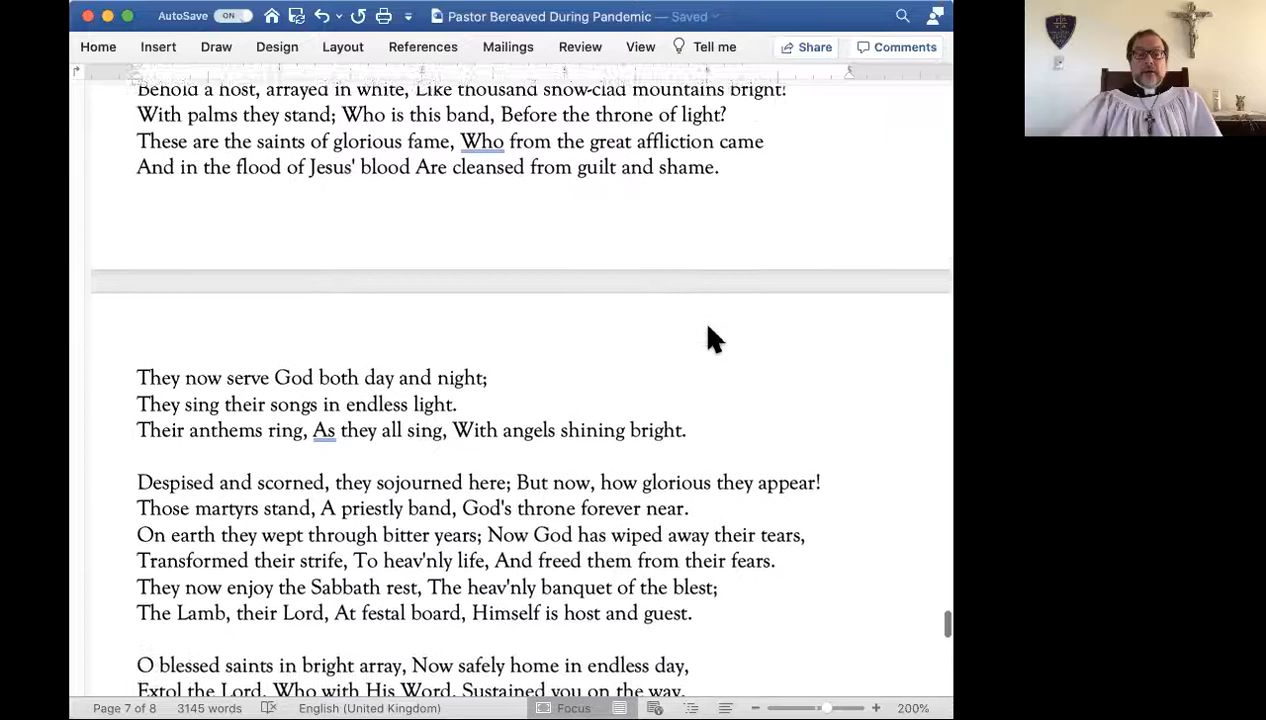 AutoSave ON Pastor Bereaved During Pandemic — Saved
Home Insert Draw Design Layout References Mailings Review View Tell me Share Comments
Behold a host, arrayed in white, Like thousand snow-clad mountains bright!
With palms they stand; Who is this band, Before the throne of light?
These are the saints of glorious fame, Who from the great affliction came
And in the flood of Jesus' blood Are cleansed from guilt and shame.
They now serve God both day and night;
They sing their songs in endless light.
Their anthems ring, As they all sing, With angels shining bright.
Despised and scorned, they sojourned here; But now, how glorious they appear!
Those martyrs stand, A priestly band, God's throne forever near.
On earth they wept through bitter years; Now God has wiped away their tears,
Transformed their strife, To heav'nly life, And freed them from their fears.
They now enjoy the Sabbath rest, The heav'nly banquet of the blest;
The Lamb, their Lord, At festal board, Himself is host and guest.
O blessed saints in bright array, Now safely home in endless day,
Extol the Lord, Who with His Word, Sustained you on the way.
Page 7 of 8 3145 words English (United Kingdom) Focus 200%